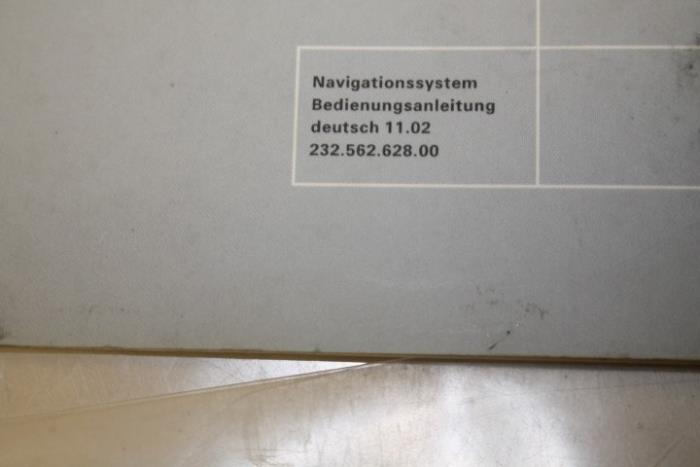 Navigationssystem
Bedienungsanleitung
deutsch 11.02
232.562.628.00